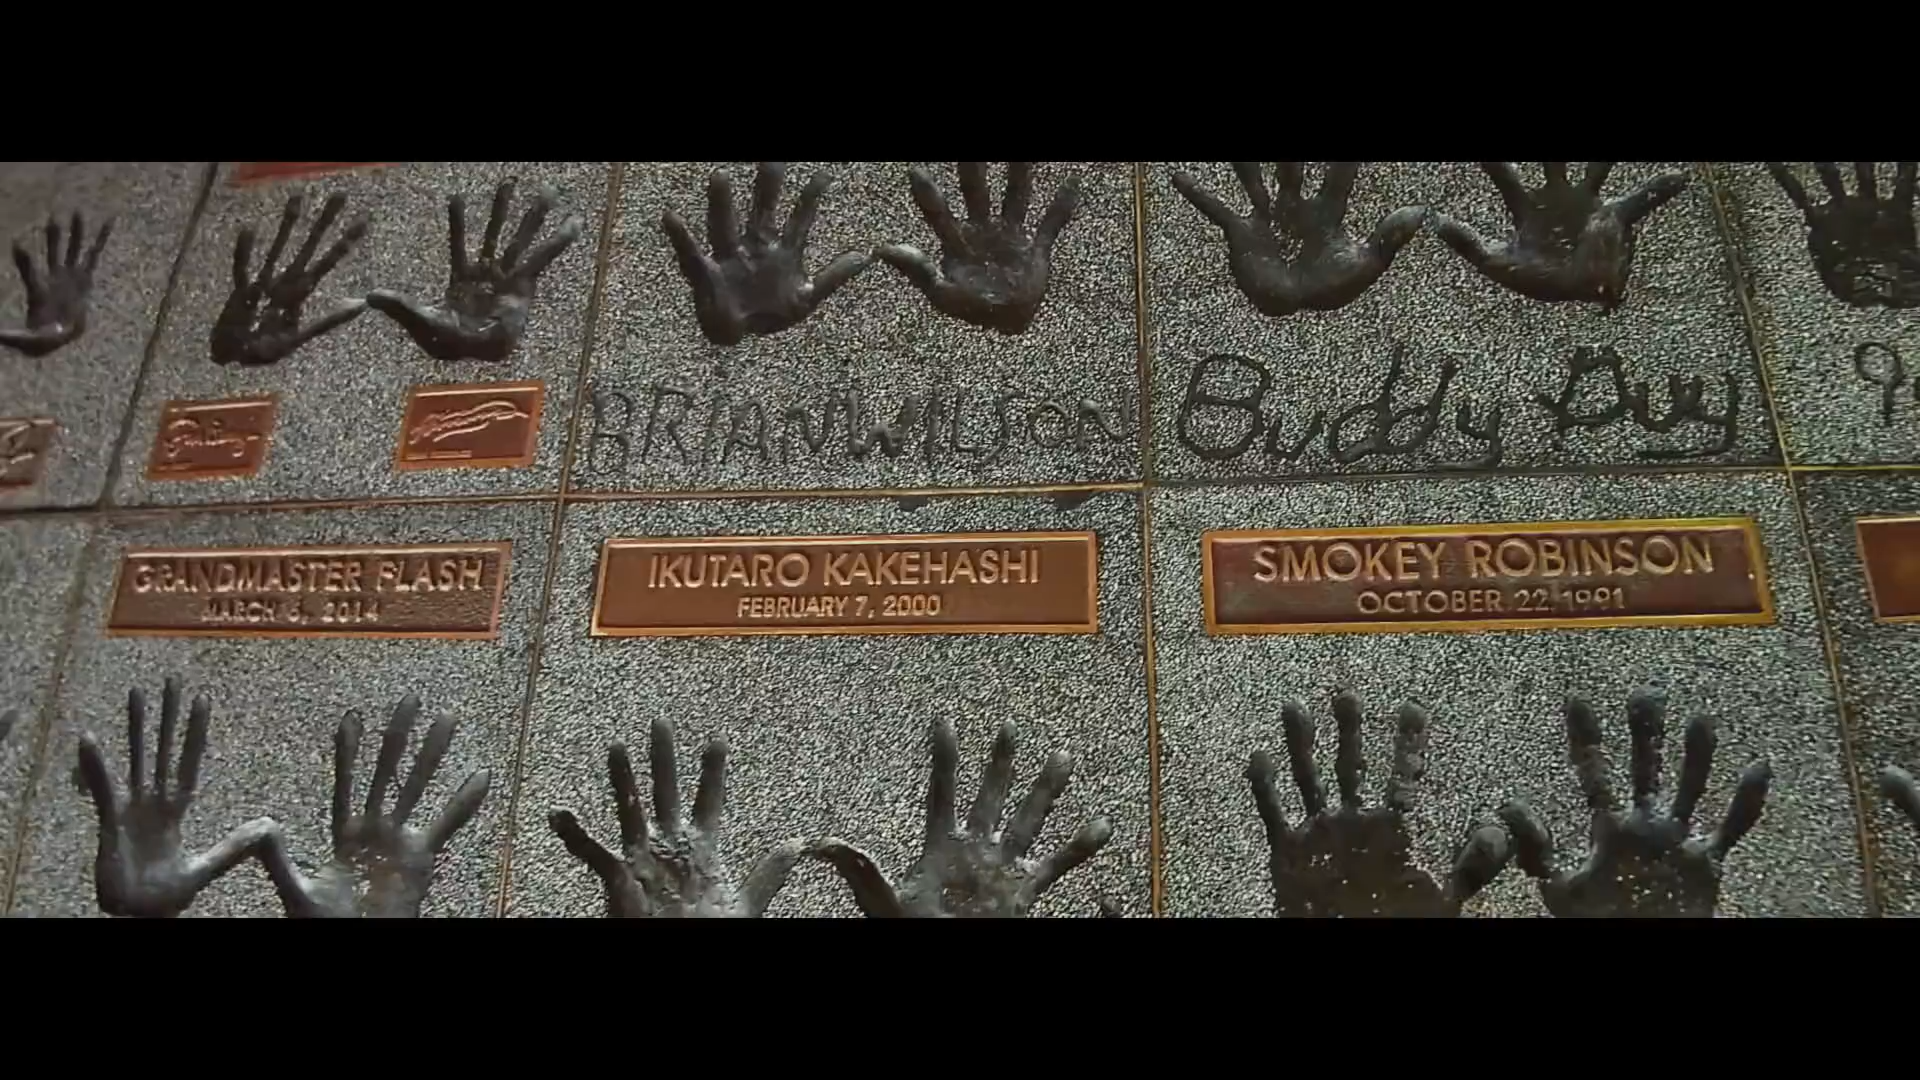 BRIAN WILSON
Buddy Guy
GRANDMASTER FLASH
MARCH 6, 2014
IKUTARO KAKEHASHI
FEBRUARY 7, 2000
SMOKEY ROBINSON
OCTOBER 22, 1991